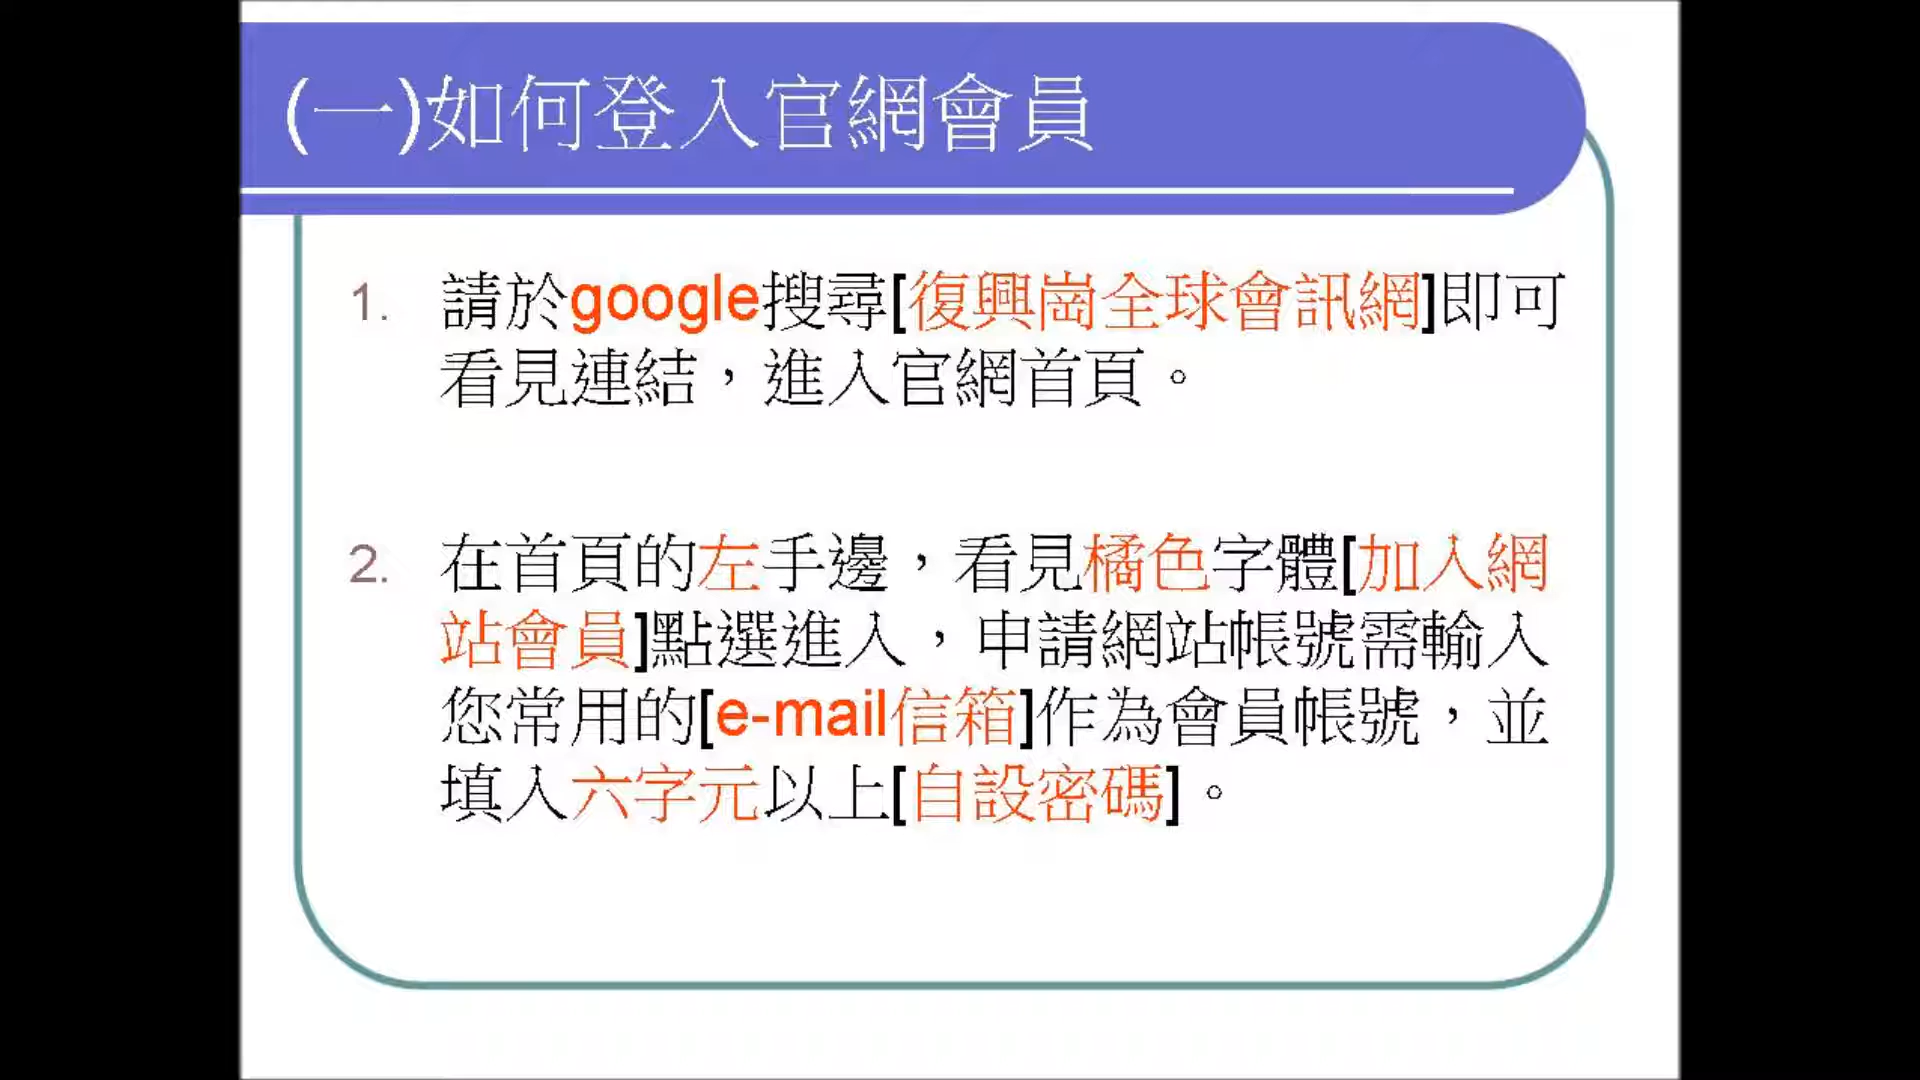 (一)如何登入官網會員
1. 請於google搜尋[復興崗全球會訊網]即可
看見連結，進入官網首頁。
2. 在首頁的左手邊，看見橘色字體[加入網
站會員]點選進入，申請網站帳號需輸入
您常用的[e-mail信箱]作為會員帳號，並
填入六字元以上[自設密碼]。